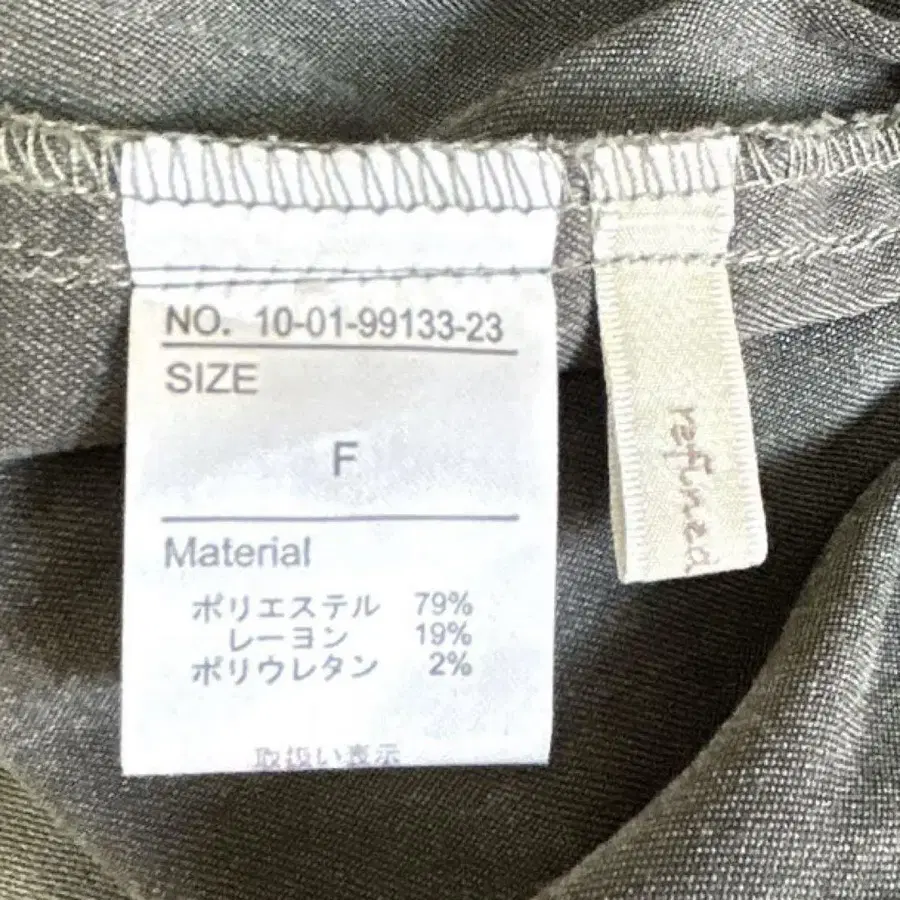 NO. 10-01-99133-23
SIZE
F
Material
ポリエステル 79%
レーヨン 19%
ポリウレタン 2%
取扱い表示
refined